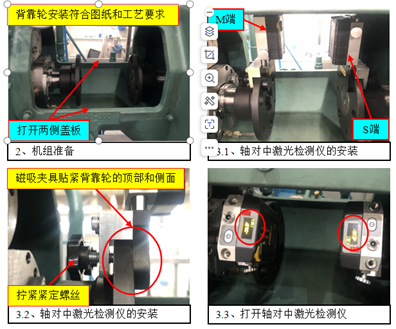 背靠轮安装符合图纸和工艺要求
打开两侧盖板
2、机组准备
M端
S端
3.1、轴对中激光检测仪的安装
磁吸夹具贴紧背靠轮的顶部和侧面
拧紧紧定螺丝
3.2、轴对中激光检测仪的安装
3.3、打开轴对中激光检测仪